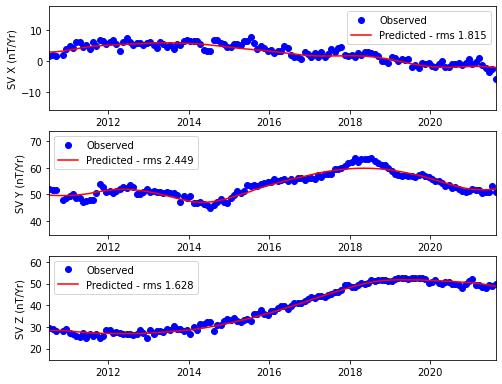 SV X (nT/Yr)
10
0
−10
Observed
Predicted - rms 1.815
2012 2014 2016 2018 2020
SV Y (nT/Yr)
70
60
50
40
Observed
Predicted - rms 2.449
2012 2014 2016 2018 2020
SV Z (nT/Yr)
60
50
40
30
20
Observed
Predicted - rms 1.628
2012 2014 2016 2018 2020